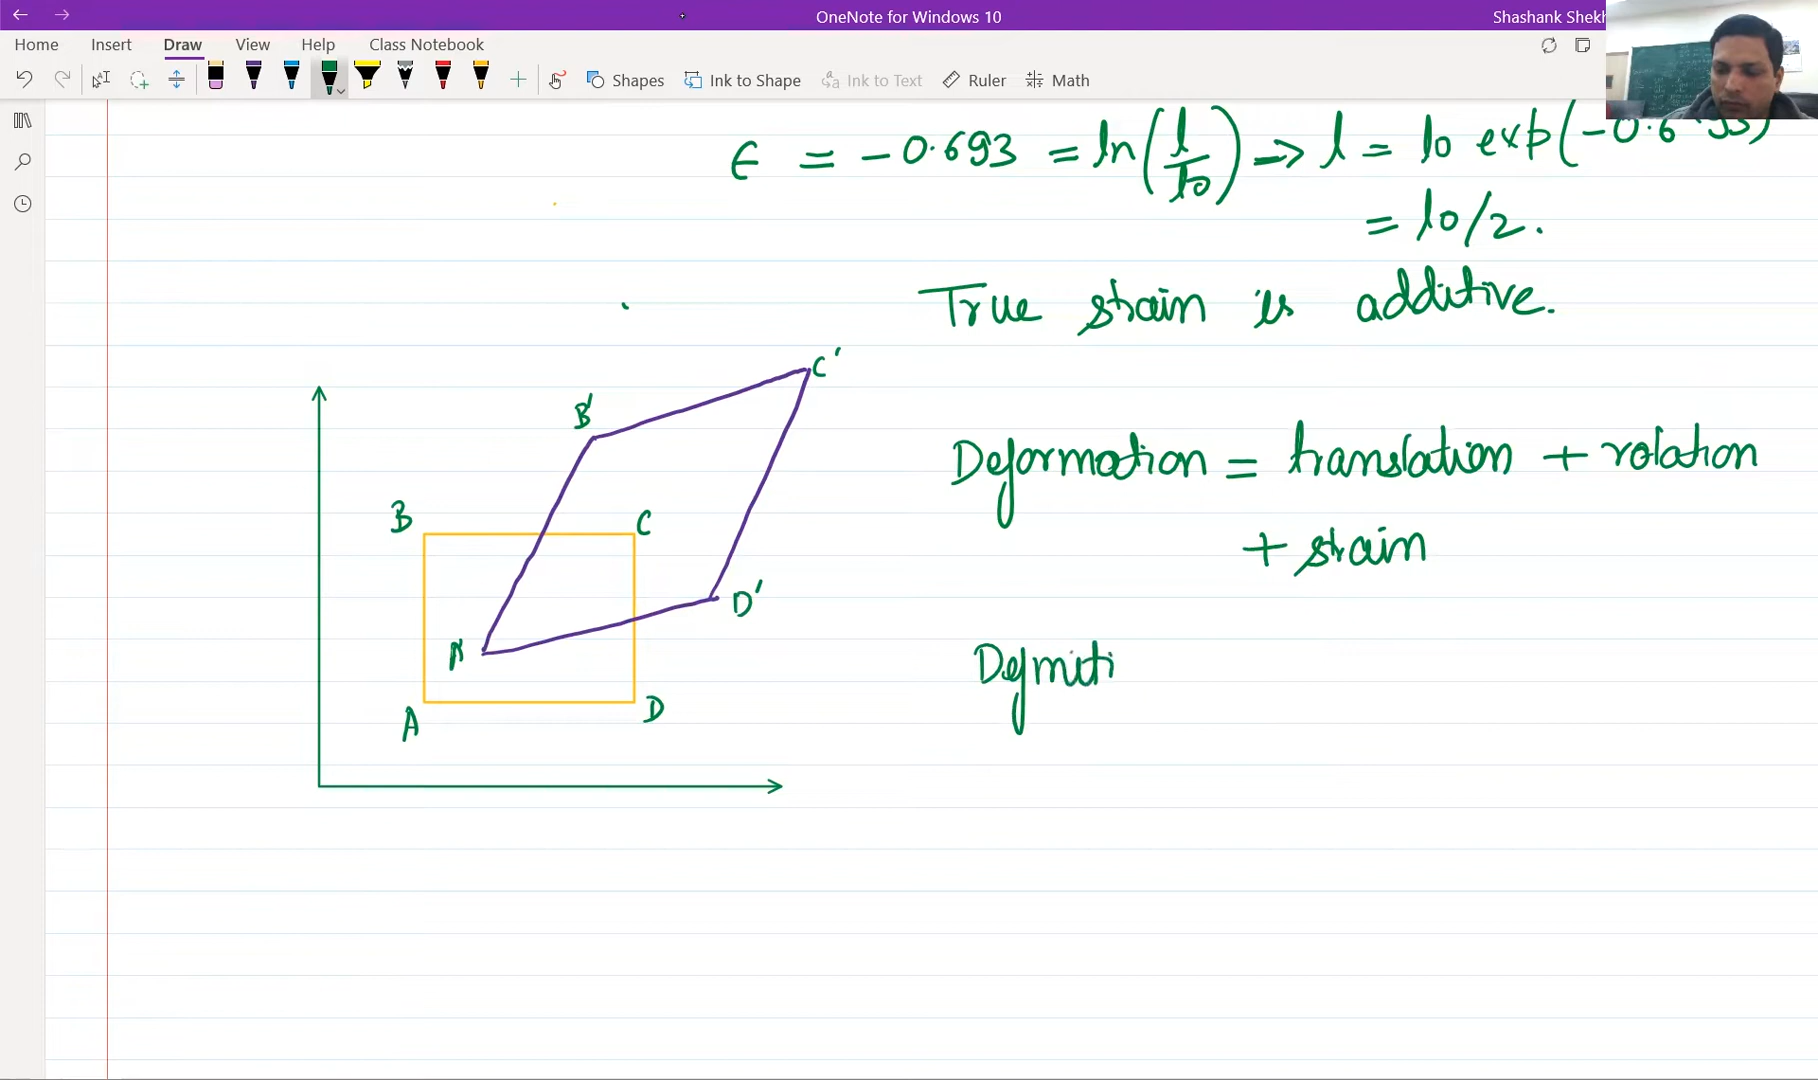 OneNote for Windows 10
Shashank Shekh
Home Insert Draw View Help Class Notebook
Shapes Ink to Shape Ink to Text Ruler Math
ϵ = -0.693 = ln(l/l0) → l = l0 exp(-0.693)
= l0/2.
True strain is additive.
C'
B'
Deformation = translation + rotation
B C
+ strain
D'
A'
Definiti
A D